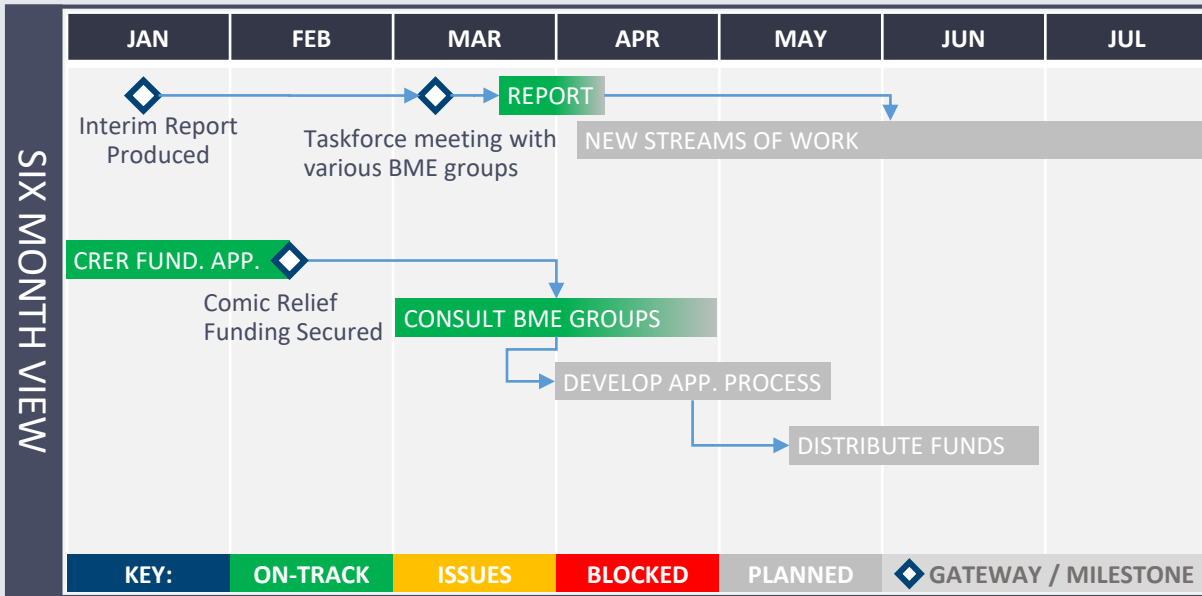 JAN FEB MAR APR MAY JUN JUL
SIX MONTH VIEW
REPORT
Interim Report
Produced
Taskforce meeting with
various BME groups
NEW STREAMS OF WORK
CRER FUND. APP.
Comic Relief
Funding Secured
CONSULT BME GROUPS
DEVELOP APP. PROCESS
DISTRIBUTE FUNDS
KEY: ON-TRACK ISSUES BLOCKED PLANNED GATEWAY / MILESTONE